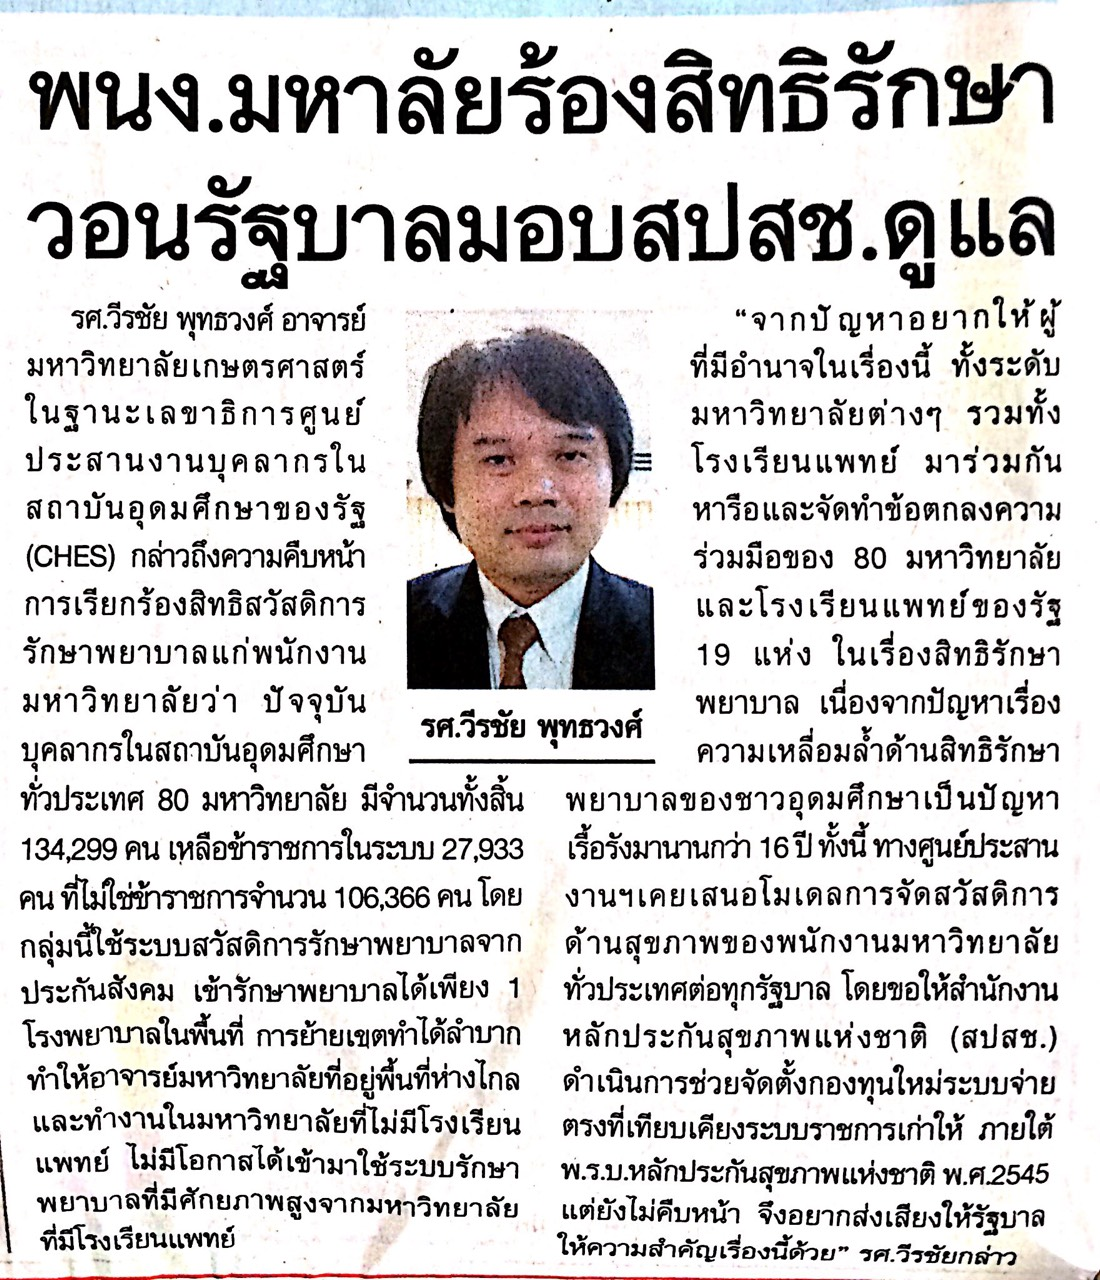 พนง.มหาลัยร้องสิทธิรักษา
วอนรัฐบาลมอบสปสช.ดูแล
รศ.วีรชัย พุทธวงศ์ อาจารย์
มหาวิทยาลัยเกษตรศาสตร์
ในฐานะเลขาธิการศูนย์
ประสานงานบุคลากรใน
สถาบันอุดมศึกษาของรัฐ
(CHES) กล่าวถึงความคืบหน้า
การเรียกร้องสิทธิสวัสดิการ
รักษาพยาบาลแก่พนักงาน
มหาวิทยาลัยว่า ปัจจุบัน
บุคลากรในสถาบันอุดมศึกษา
ทั่วประเทศ 80 มหาวิทยาลัย มีจำนวนทั้งสิ้น
134,299 คน เหลือข้าราชการในระบบ 27,933
คน ที่ไม่ใช่ข้าราชการจำนวน 106,366 คน โดย
กลุ่มนี้ใช้ระบบสวัสดิการรักษาพยาบาลจาก
ประกันสังคม เข้ารักษาพยาบาลได้เพียง 1
โรงพยาบาลในพื้นที่ การย้ายเขตทำได้ลำบาก
ทำให้อาจารย์มหาวิทยาลัยที่อยู่พื้นที่ห่างไกล
และทำงานในมหาวิทยาลัยที่ไม่มีโรงเรียน
แพทย์ ไม่มีโอกาสได้เข้ามาใช้ระบบรักษา
พยาบาลที่มีศักยภาพสูงจากมหาวิทยาลัย
ที่มีโรงเรียนแพทย์
รศ.วีรชัย พุทธวงศ์
“จากปัญหาอยากให้ผู้
ที่มีอำนาจในเรื่องนี้ ทั้งระดับ
มหาวิทยาลัยต่างๆ รวมทั้ง
โรงเรียนแพทย์ มาร่วมกัน
หารือและจัดทำข้อตกลงความ
ร่วมมือของ 80 มหาวิทยาลัย
และโรงเรียนแพทย์ของรัฐ
19 แห่ง ในเรื่องสิทธิรักษา
พยาบาล เนื่องจากปัญหาเรื่อง
ความเหลื่อมล้ำด้านสิทธิรักษา
พยาบาลของชาวอุดมศึกษาเป็นปัญหา
เรื้อรังมานานกว่า 16 ปี ทั้งนี้ ทางศูนย์ประสาน
งานฯเคยเสนอโมเดลการจัดสวัสดิการ
ด้านสุขภาพของพนักงานมหาวิทยาลัย
ทั่วประเทศต่อทุกรัฐบาล โดยขอให้สำนักงาน
หลักประกันสุขภาพแห่งชาติ (สปสช.)
ดำเนินการช่วยจัดตั้งกองทุนใหม่ระบบจ่าย
ตรงที่เทียบเคียงระบบราชการเก่าให้ ภายใต้
พ.ร.บ.หลักประกันสุขภาพแห่งชาติ พ.ศ.2545
แต่ยังไม่คืบหน้า จึงอยากส่งเสียงให้รัฐบาล
ให้ความสำคัญเรื่องนี้ด้วย” รศ.วีรชัยกล่าว